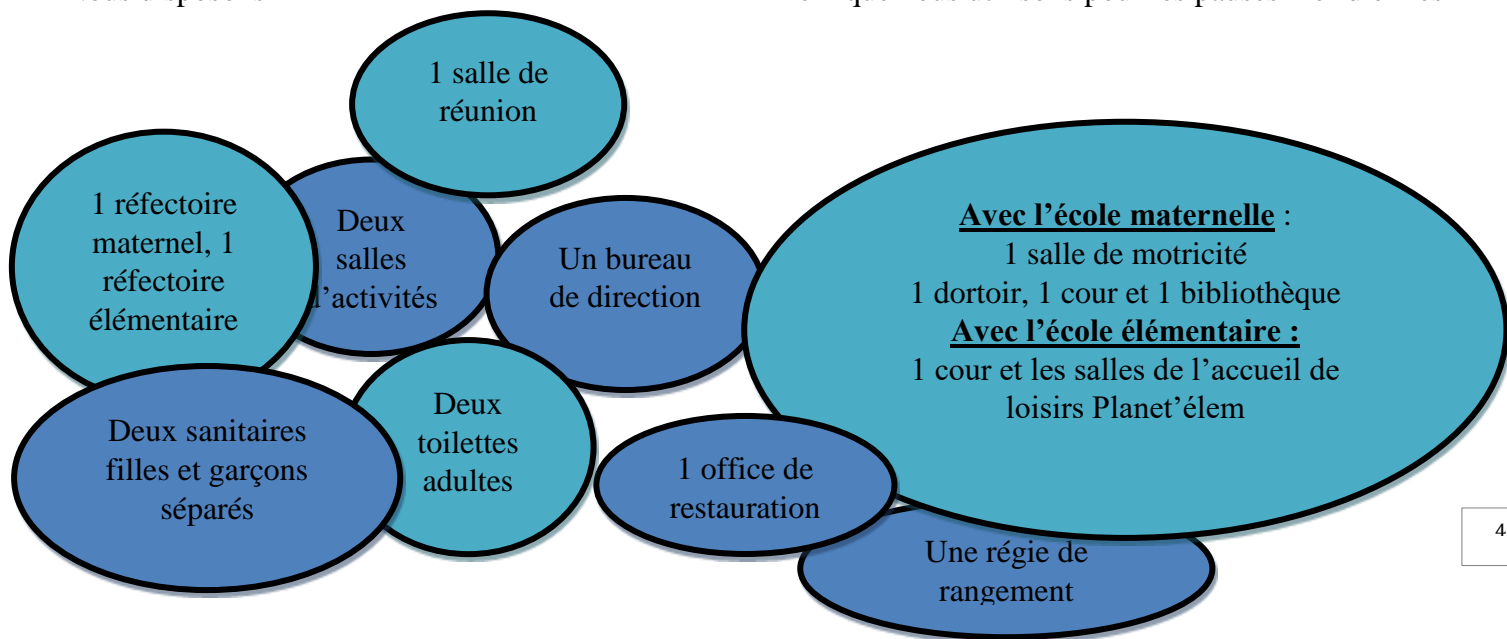 1 salle de
réunion
1 réfectoire
maternel, 1
réfectoire
élémentaire
Deux
salles
d’activités
Un bureau
de direction
Avec l’école maternelle :
1 salle de motricité
1 dortoir, 1 cour et 1 bibliothèque
Avec l’école élémentaire :
1 cour et les salles de l’accueil de
loisirs Planet’élem
Deux sanitaires
filles et garçons
séparés
Deux
toilettes
adultes
1 office de
restauration
Une régie de
rangement
4